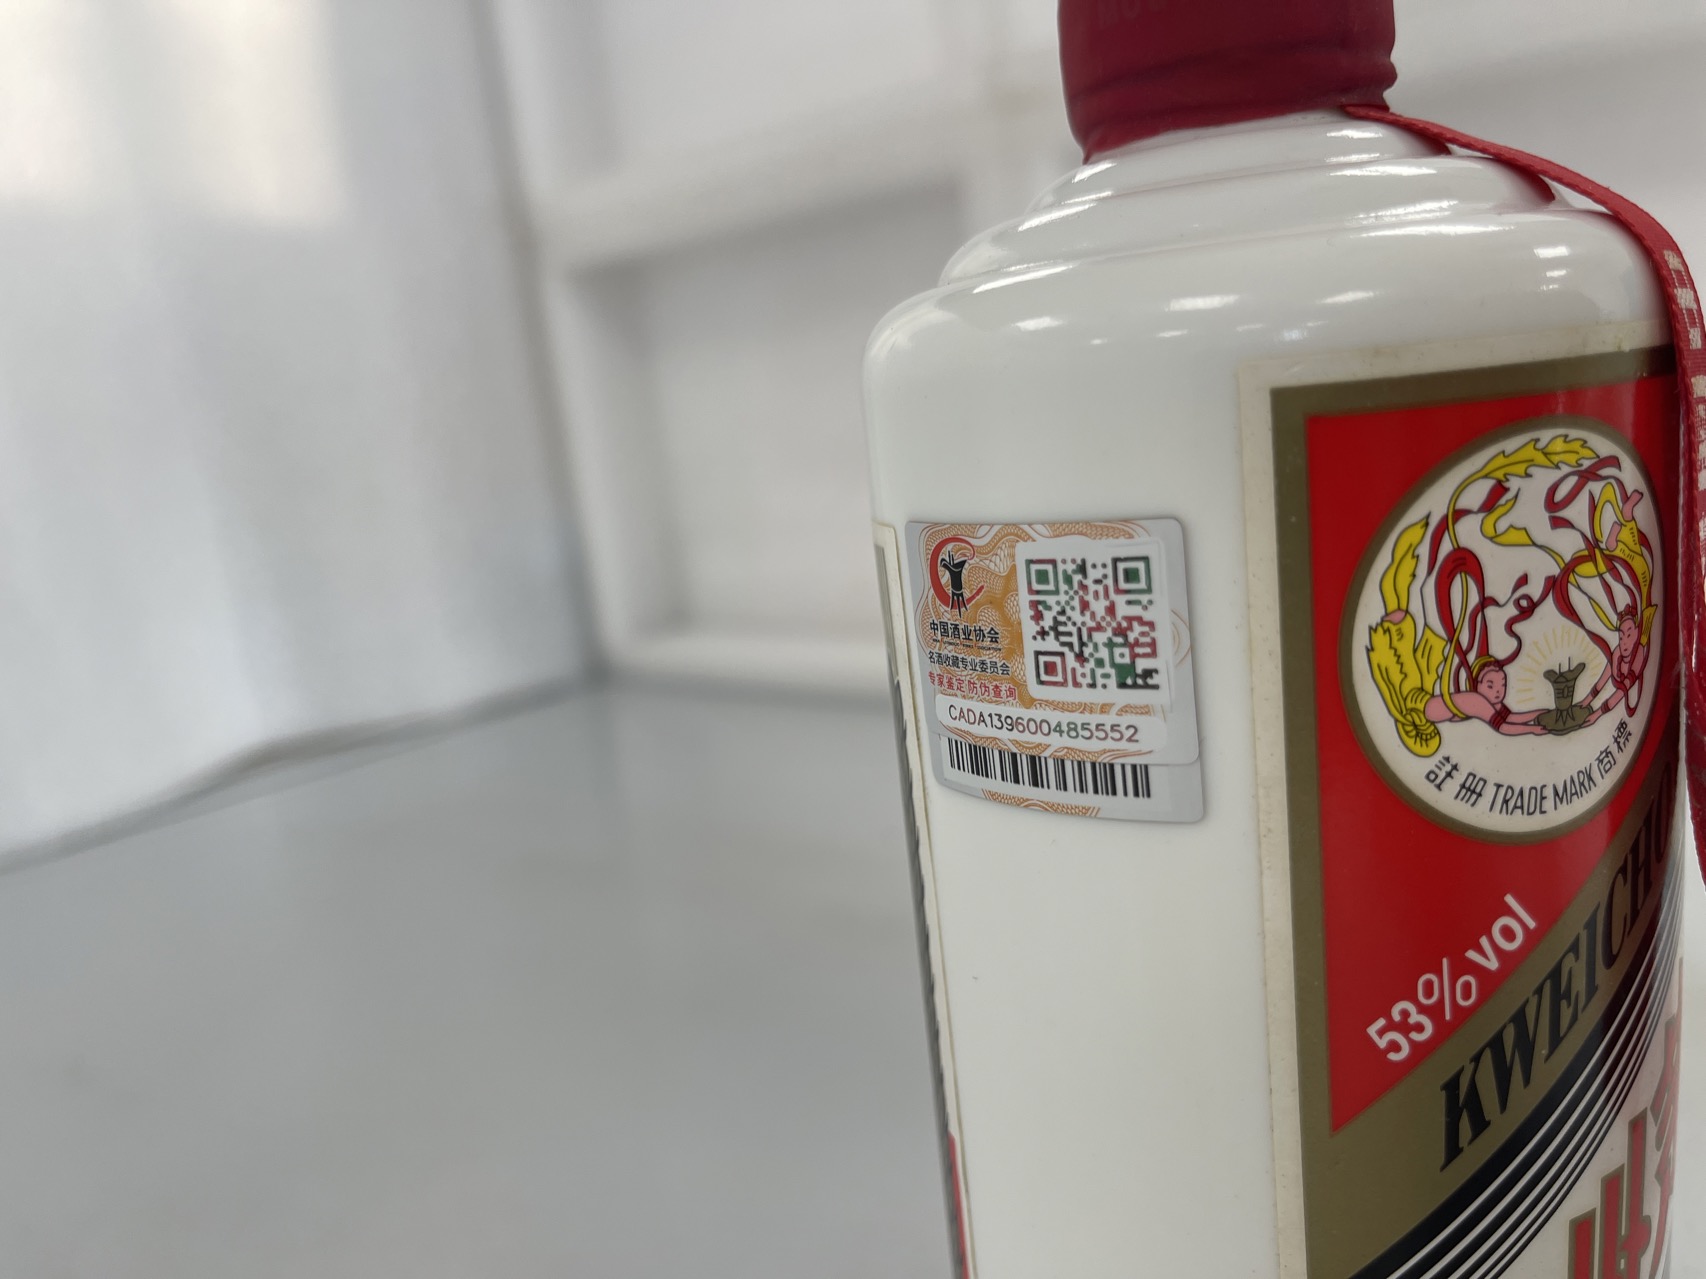 中国酒业协会
名酒收藏专业委员会
专家鉴定 防伪查询
CADA139600485552
註冊 TRADE MARK 商標
53%vol
KWEICHO